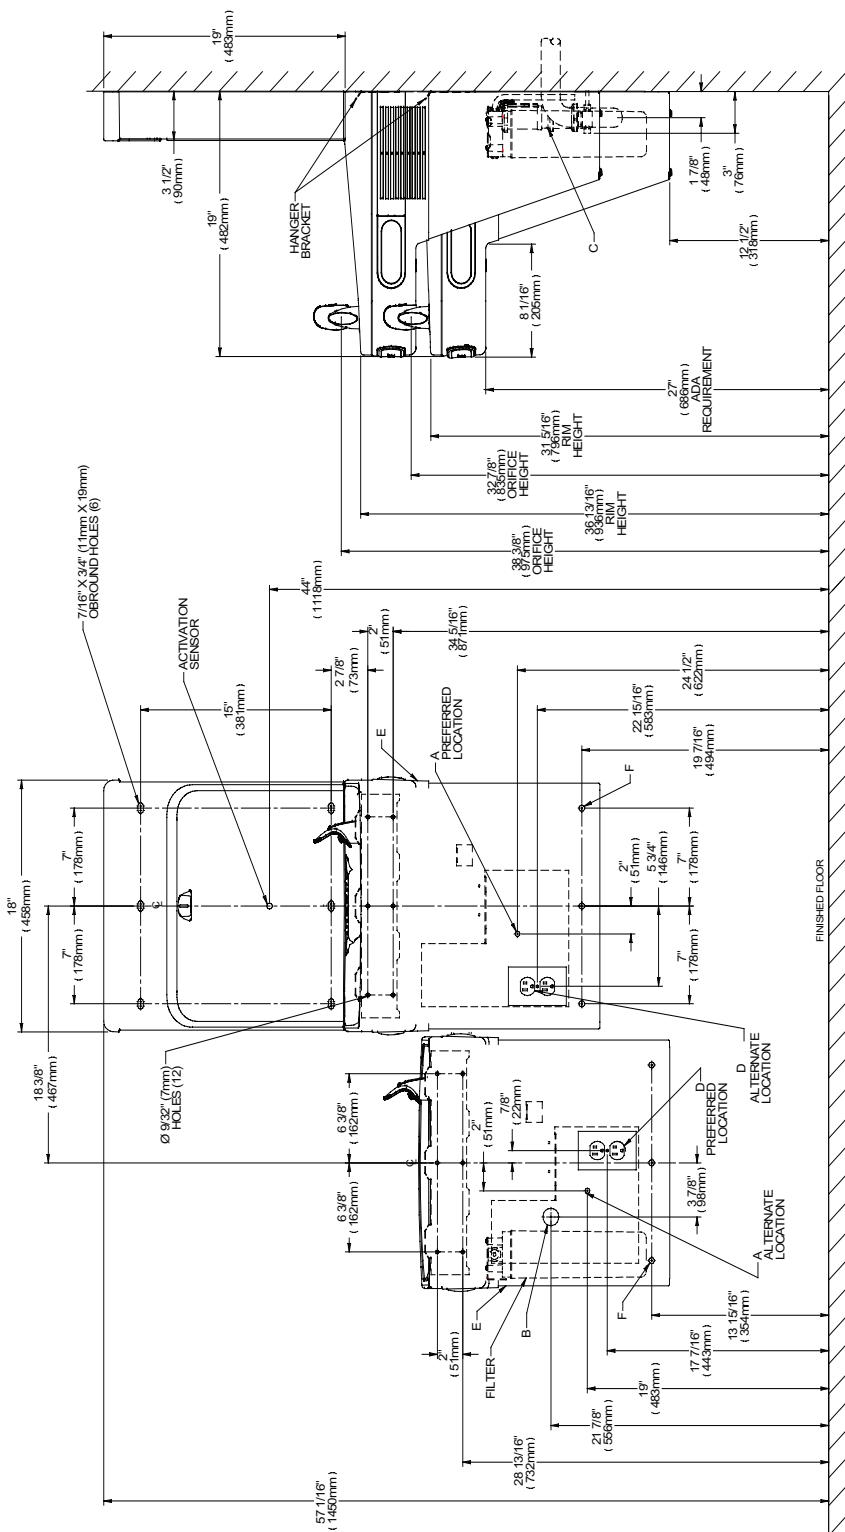 19"
( 483mm)
3 1/2"
( 90mm)
19"
( 482mm)
HANGER
BRACKET
C
1 7/8"
( 48mm)
3"
( 76mm)
12 1/2"
( 318mm)
8 1/16"
( 205mm)
27"
( 686mm)
ADA
REQUIREMENT
31 5/16"
( 796mm)
RIM
HEIGHT
32 7/8"
( 835mm)
ORIFICE
HEIGHT
36 13/16"
( 936mm)
RIM
HEIGHT
38 3/8"
( 975mm)
ORIFICE
HEIGHT
7/16" X 3/4" (11mm X 19mm)
OBROUND HOLES (6)
ACTIVATION
SENSOR
44"
( 1118mm)
15"
( 381mm)
2 7/8"
( 73mm)
2"
( 51mm)
34 5/16"
( 871mm)
E
A
PREFERRED
LOCATION
24 1/2"
( 622mm)
22 15/16"
( 583mm)
19 7/16"
( 494mm)
F
18"
( 458mm)
7"
( 178mm)
7"
( 178mm)
18 3/8"
( 467mm)
Ø 9/32" (7mm)
HOLES (12)
2"
( 51mm)
5 3/4"
( 146mm)
7"
( 178mm)
7"
( 178mm)
FINISHED FLOOR
D
ALTERNATE
LOCATION
D
PREFERRED
LOCATION
6 3/8"
( 162mm)
6 3/8"
( 162mm)
2"
( 51mm)
7/8"
( 22mm)
3 7/8"
( 98mm)
A
ALTERNATE
LOCATION
F
E
B
FILTER
2"
( 51mm)
13 15/16"
( 354mm)
17 7/16"
( 443mm)
19"
( 483mm)
21 7/8"
( 556mm)
28 13/16"
( 732mm)
57 1/16"
( 1450mm)